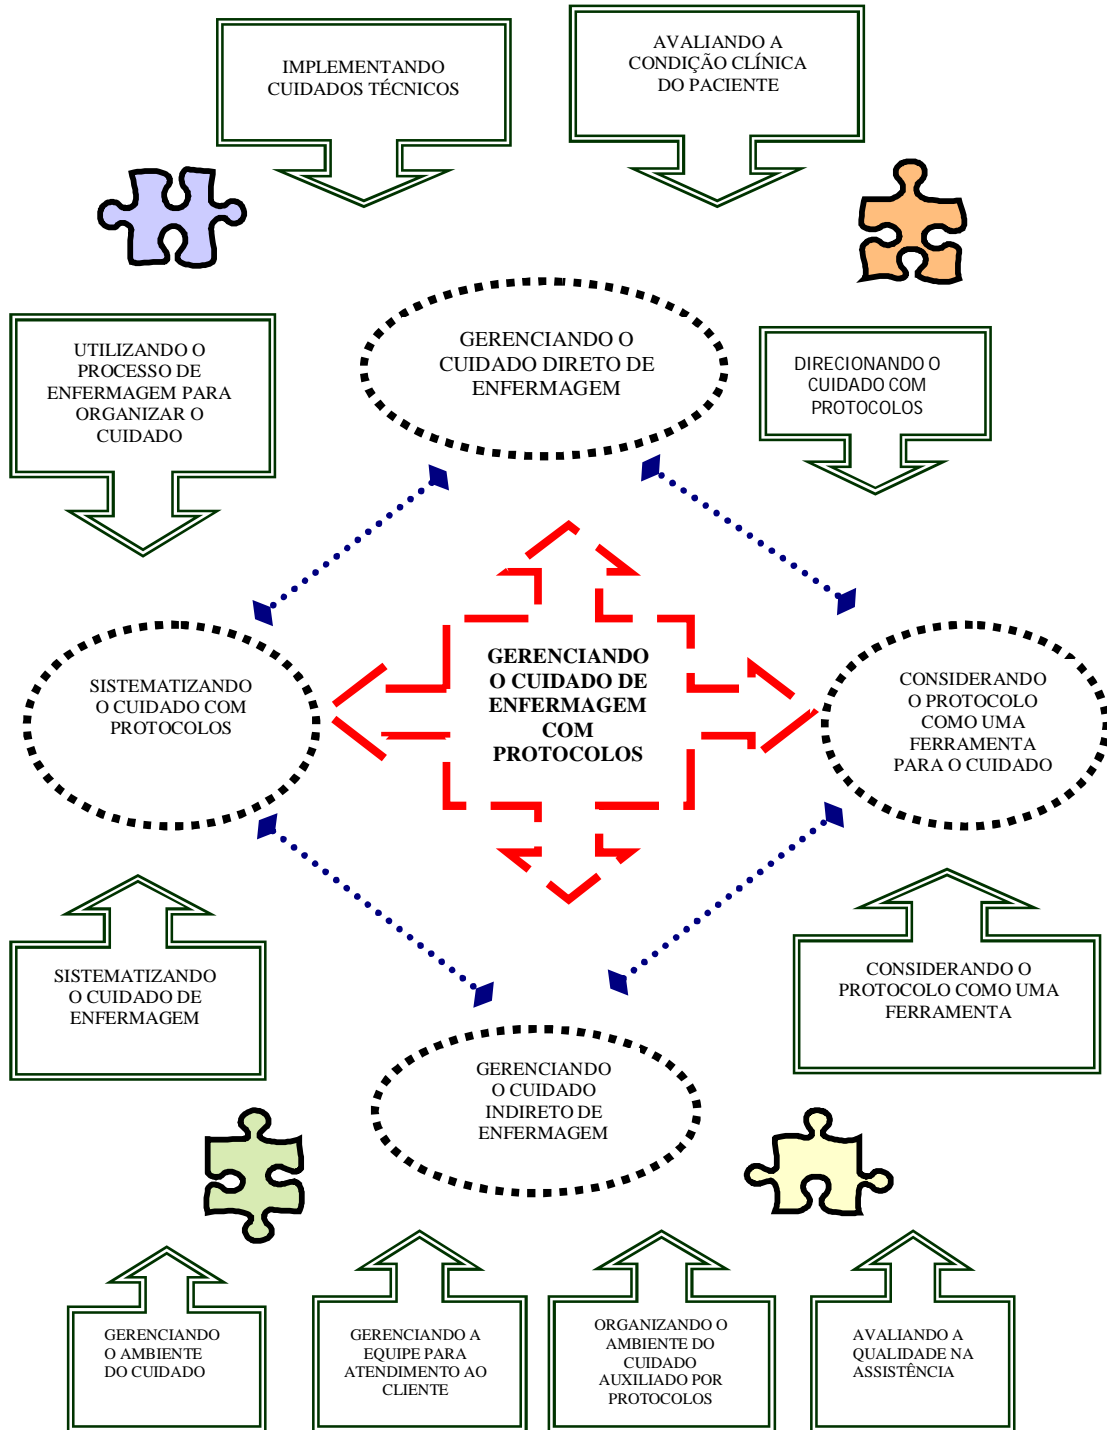 IMPLEMENTANDO
CUIDADOS TÉCNICOS
AVALIANDO A
CONDIÇÃO CLÍNICA
DO PACIENTE
UTILIZANDO O
PROCESSO DE
ENFERMAGEM PARA
ORGANIZAR O
CUIDADO
GERENCIANDO O
CUIDADO DIRETO DE
ENFERMAGEM
DIRECIONANDO O
CUIDADO COM
PROTOCOLOS
SISTEMATIZANDO
O CUIDADO COM
PROTOCOLOS
GERENCIANDO
O CUIDADO DE
ENFERMAGEM
COM
PROTOCOLOS
CONSIDERANDO
O PROTOCOLO
COMO UMA
FERRAMENTA
PARA O CUIDADO
SISTEMATIZANDO
O CUIDADO DE
ENFERMAGEM
CONSIDERANDO O
PROTOCOLO COMO UMA
FERRAMENTA
GERENCIANDO
O CUIDADO
INDIRETO DE
ENFERMAGEM
GERENCIANDO
O AMBIENTE
DO CUIDADO
GERENCIANDO A
EQUIPE PARA
ATENDIMENTO AO
CLIENTE
ORGANIZANDO O
AMBIENTE DO
CUIDADO
AUXILIADO POR
PROTOCOLOS
AVALIANDO A
QUALIDADE NA
ASSISTÊNCIA